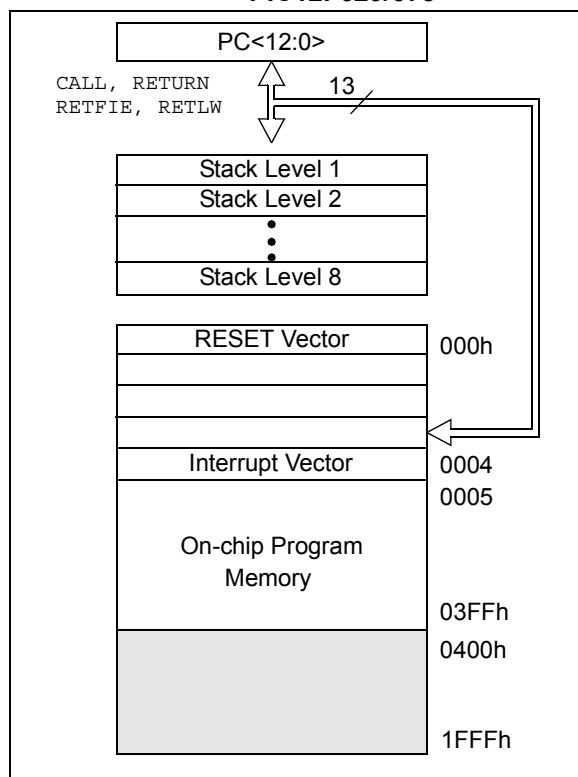 PC<12:0>
CALL, RETURN
RETFIE, RETLW
13
Stack Level 1
Stack Level 2
Stack Level 8
RESET Vector
000h
Interrupt Vector
0004
0005
On-chip Program
Memory
03FFh
0400h
1FFFh